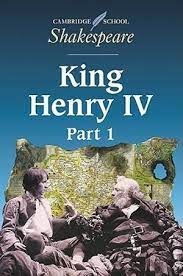 CAMBRIDGE SCHOOL
Shakespeare
King
Henry IV
Part 1